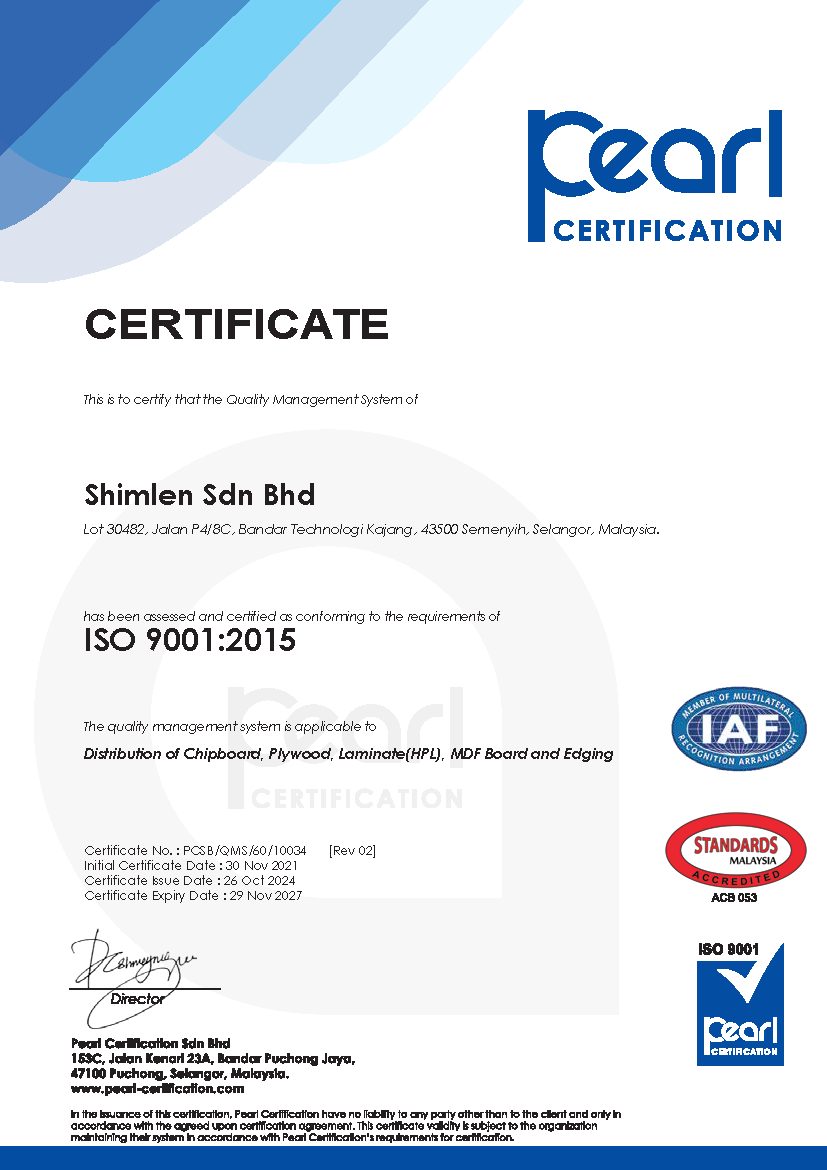 Pearl
CERTIFICATION
CERTIFICATE
This is to certify that the Quality Management System of
Shimlen Sdn Bhd
Lot 30482, Jalan P4/8C, Bandar Technologi Kajang, 43500 Semenyih, Selangor, Malaysia.
has been assessed and certified as conforming to the requirements of
ISO 9001:2015
Pearl
CERTIFICATION
The quality management system is applicable to
Distribution of Chipboard, Plywood, Laminate(HPL), MDF Board and Edging
MEMBER OF MULTILATERAL
IAF
RECOGNITION ARRANGEMENT
Certificate No. : PCSB/QMS/60/10034 [Rev 02]
Initial Certificate Date : 30 Nov 2021
Certificate Issue Date : 26 Oct 2024
Certificate Expiry Date : 29 Nov 2027
STANDARDS
MALAYSIA
ACCREDITED
ACB 053
ISO 9001
Pearl
CERTIFICATION
Director
Pearl Certification Sdn Bhd
153C, Jalan Kenari 23A, Bandar Puchong Jaya,
47100 Puchong, Selangor, Malaysia.
www.pearl-certification.com
In the issuance of this certification, Pearl Certification have no liability to any party other than to the client and only in
accordance with the agreed upon certification agreement. This certificate validity is subject to the organization
maintaining their system in accordance with Pearl Certification's requirements for certification.